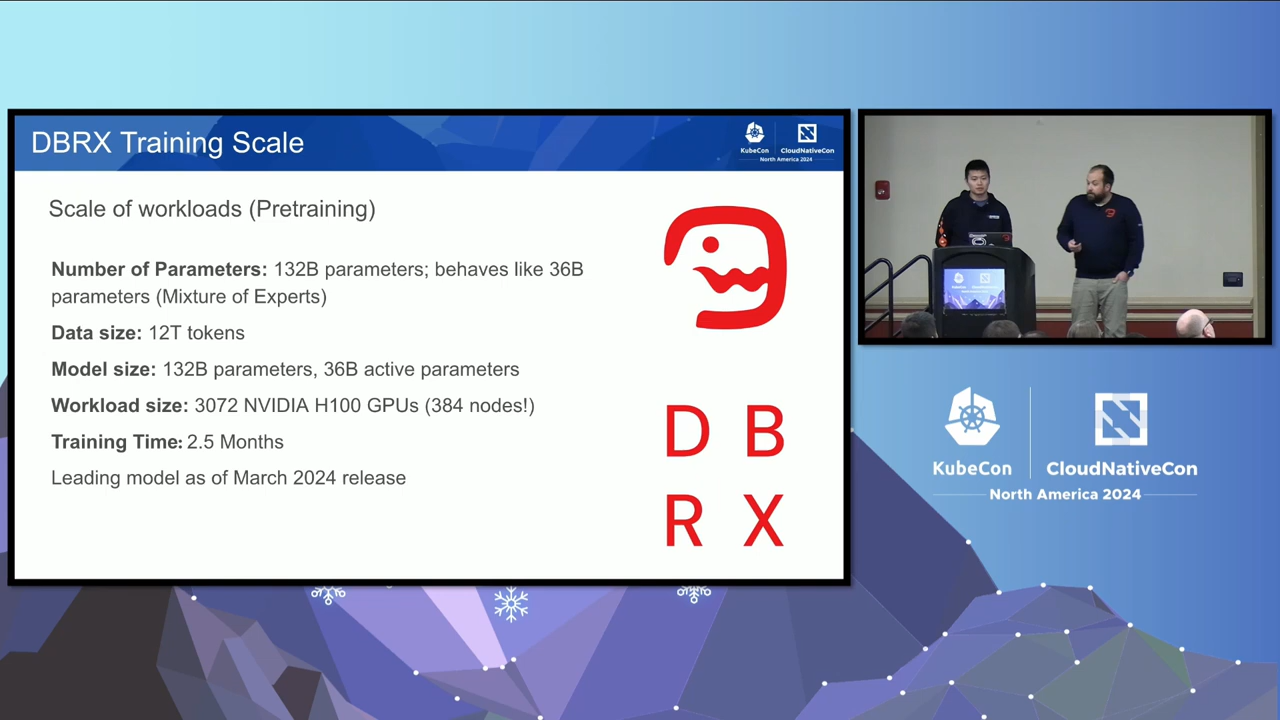 DBRX Training Scale
KubeCon
CloudNativeCon
North America 2024
Scale of workloads (Pretraining)
Number of Parameters: 132B parameters; behaves like 36B
parameters (Mixture of Experts)
Data size: 12T tokens
Model size: 132B parameters, 36B active parameters
Workload size: 3072 NVIDIA H100 GPUs (384 nodes!)
Training Time: 2.5 Months
Leading model as of March 2024 release
D B
R X
KubeCon
CloudNativeCon
North America 2024